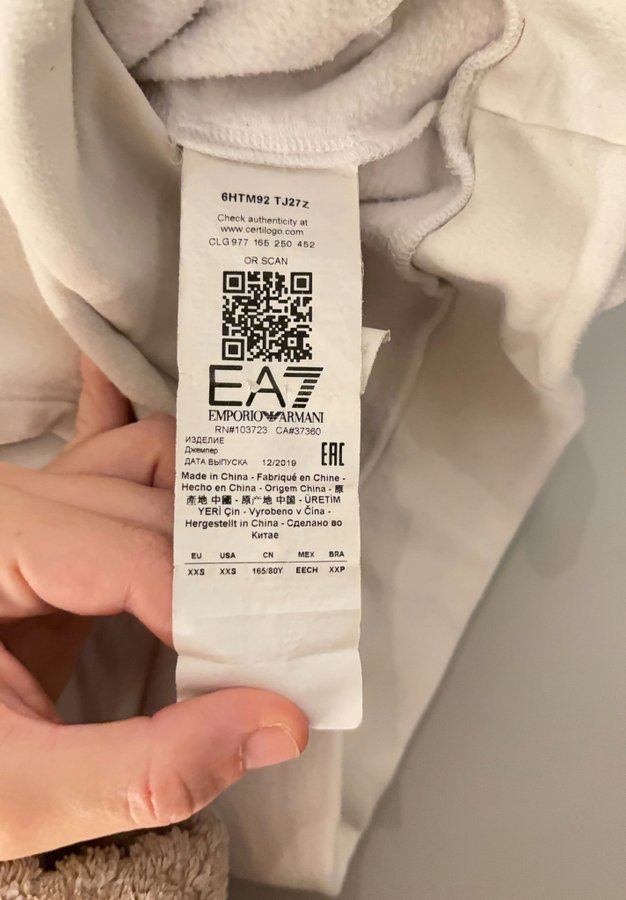 6HTM92 TJ27Z
Check authenticity at
www.certilogo.com
CLG 977 165 250 452
OR SCAN
EA7
EMPORIO ARMANI
RN#103723 CA#37360
ИЗДЕЛИЕ
Джемпер
ДАТА ВЫПУСКА 12/2019
EAC
Made in China - Fabriqué en Chine -
Hecho en China - Origem China - 原
產地 中國 - 原产地 中国 - ÜRETİM
YERİ Çin - Vyrobeno v Čína -
Hergestellt in China - Сделано во
Китае
EU USA CN MEX BRA
XXS XXS 165/80Y EECH XXP